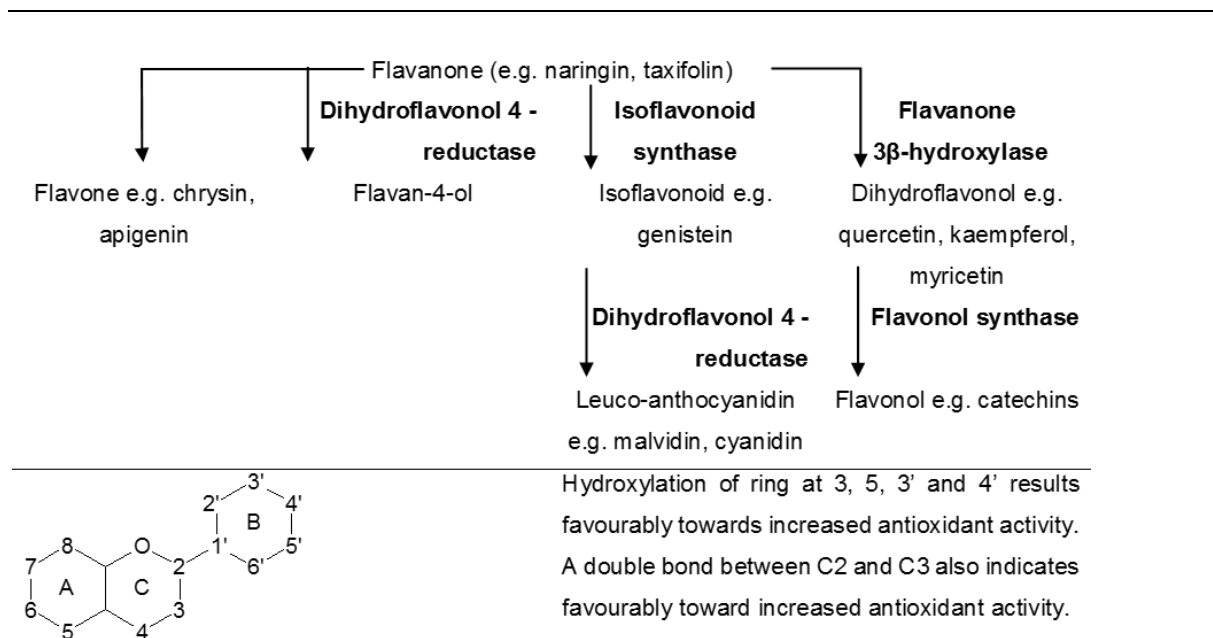 Flavanone (e.g. naringin, taxifolin)
Dihydroflavonol 4 -
reductase
Isoflavonoid
synthase
Flavanone
3β-hydroxylase
Flavone e.g. chrysin,
apigenin
Flavan-4-ol
Isoflavonoid e.g.
genistein
Dihydroflavonol e.g.
quercetin, kaempferol,
myricetin
Dihydroflavonol 4 -
reductase
Flavonol synthase
Leuco-anthocyanidin
e.g. malvidin, cyanidin
Flavonol e.g. catechins
3'
2' 4'
B
8 O 1' 5'
7 2 6'
A C
6 3
5 4
Hydroxylation of ring at 3, 5, 3’ and 4’ results
favourably towards increased antioxidant activity.
A double bond between C2 and C3 also indicates
favourably toward increased antioxidant activity.